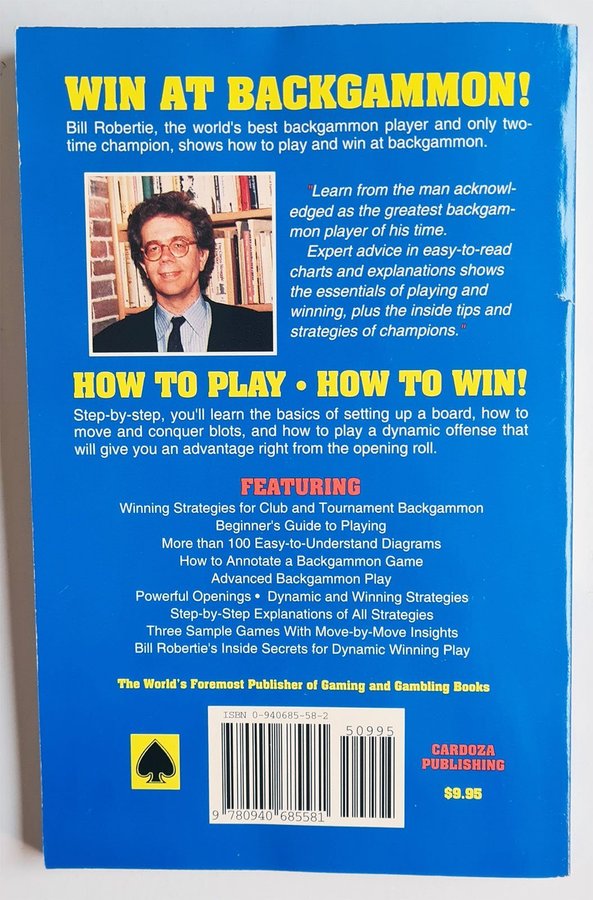 WIN AT BACKGAMMON!
Bill Robertie, the world's best backgammon player and only two-
time champion, shows how to play and win at backgammon.
"Learn from the man acknowl-
edged as the greatest backgam-
mon player of his time.
Expert advice in easy-to-read
charts and explanations shows
the essentials of playing and
winning, plus the inside tips and
strategies of champions."
HOW TO PLAY • HOW TO WIN!
Step-by-step, you'll learn the basics of setting up a board, how to
move and conquer blots, and how to play a dynamic offense that
will give you an advantage right from the opening roll.
FEATURING
Winning Strategies for Club and Tournament Backgammon
Beginner's Guide to Playing
More than 100 Easy-to-Understand Diagrams
How to Annotate a Backgammon Game
Advanced Backgammon Play
Powerful Openings • Dynamic and Winning Strategies
Step-by-Step Explanations of All Strategies
Three Sample Games With Move-by-Move Insights
Bill Robertie's Inside Secrets for Dynamic Winning Play
The World's Foremost Publisher of Gaming and Gambling Books
ISBN 0-940685-58-2
50995
9 780940 685581
CARDOZA
PUBLISHING
$9.95